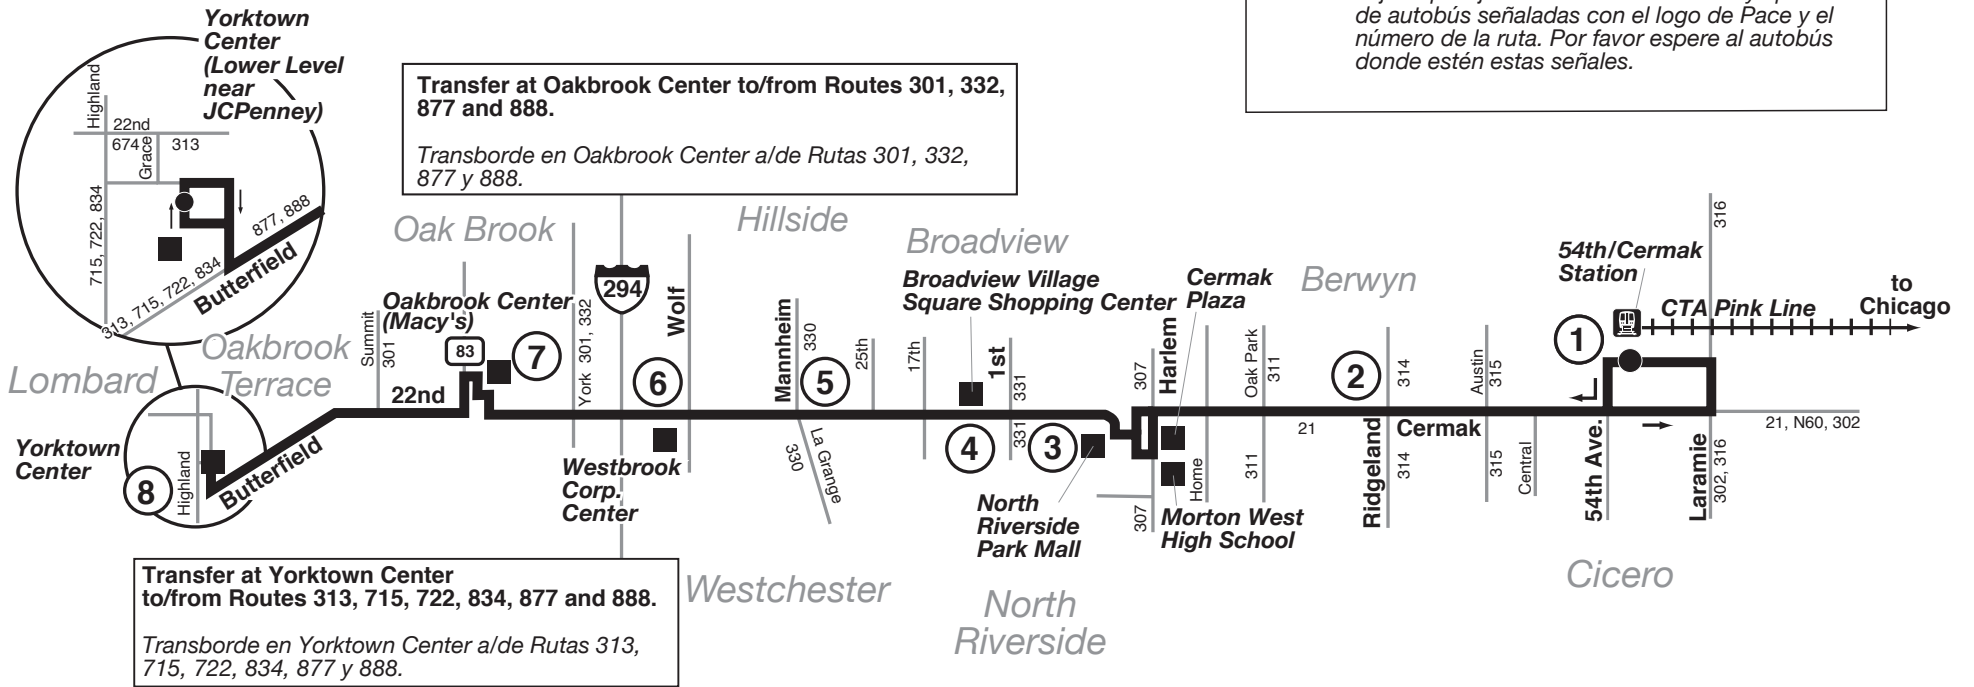 de autobús señaladas con el logo de Pace y el
número de la ruta. Por favor espere al autobús
donde estén estas señales.
Yorktown
Center
(Lower Level
near
JCPenney)
Highland
22nd
674
Grace
313
715, 722, 834
877, 888
313, 715, 722, 834
Butterfield
Transfer at Oakbrook Center to/from Routes 301, 332,
877 and 888.
Transborde en Oakbrook Center a/de Rutas 301, 332,
877 y 888.
Oak Brook
Hillside
Broadview
Berwyn
Oakbrook
Terrace
Lombard
Yorktown
Center
8
Highland
Butterfield
Summit
301
22nd
Oakbrook Center
(Macy's)
83
7
York 301, 332
294
6
Wolf
Westbrook
Corp.
Center
Mannheim
330
5
330
La Grange
25th
17th
Broadview Village
Square Shopping Center
4
1st
331
331
3
North
Riverside
Park Mall
307
Harlem
307
Cermak
Plaza
Morton West
High School
Home
Oak Park
311
311
21
2
Ridgeland
314
314
Cermak
Austin
315
315
Central
1
54th/Cermak
Station
CTA Pink Line
to
Chicago
54th Ave.
Laramie
316
302, 316
21, N60, 302
Cicero
Westchester
North
Riverside
Transfer at Yorktown Center
to/from Routes 313, 715, 722, 834, 877 and 888.
Transborde en Yorktown Center a/de Rutas 313,
715, 722, 834, 877 y 888.